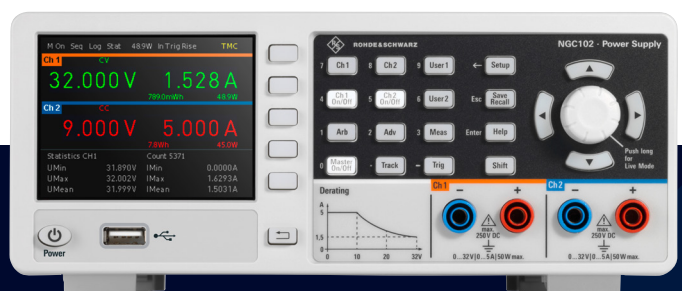 M On Seq Log Stat 48.9W InTrigRise TMC
Ch 1 CV
32.000 V 1.528 A
789.0mWh 48.9W
Ch 2 CC
9.000 V 5.000 A
7.8Wh 45.0W
Statistics CH1 Count 5371
UMin 31.890V IMin 0.0000A
UMax 32.002V IMax 1.6293A
UMean 31.999V IMean 1.5031A
Power
ROHDE&SCHWARZ
NGC102 · Power Supply
7 Ch1 8 Ch2 9 User1 ← Setup
4 Ch1 On/Off 5 Ch2 On/Off 6 User2 Esc Save Recall
1 Arb 2 Adv 3 Meas Enter Help
0 Master On/Off · Track – Trig Shift
Push long
for
Live Mode
Derating
A
5
1,5
0
0 10 20 32V
Ch1 – +
max.
250V DC
0...32V|0...5A|50W max.
Ch2 – +
max.
250V DC
0...32V|0...5A|50W max.